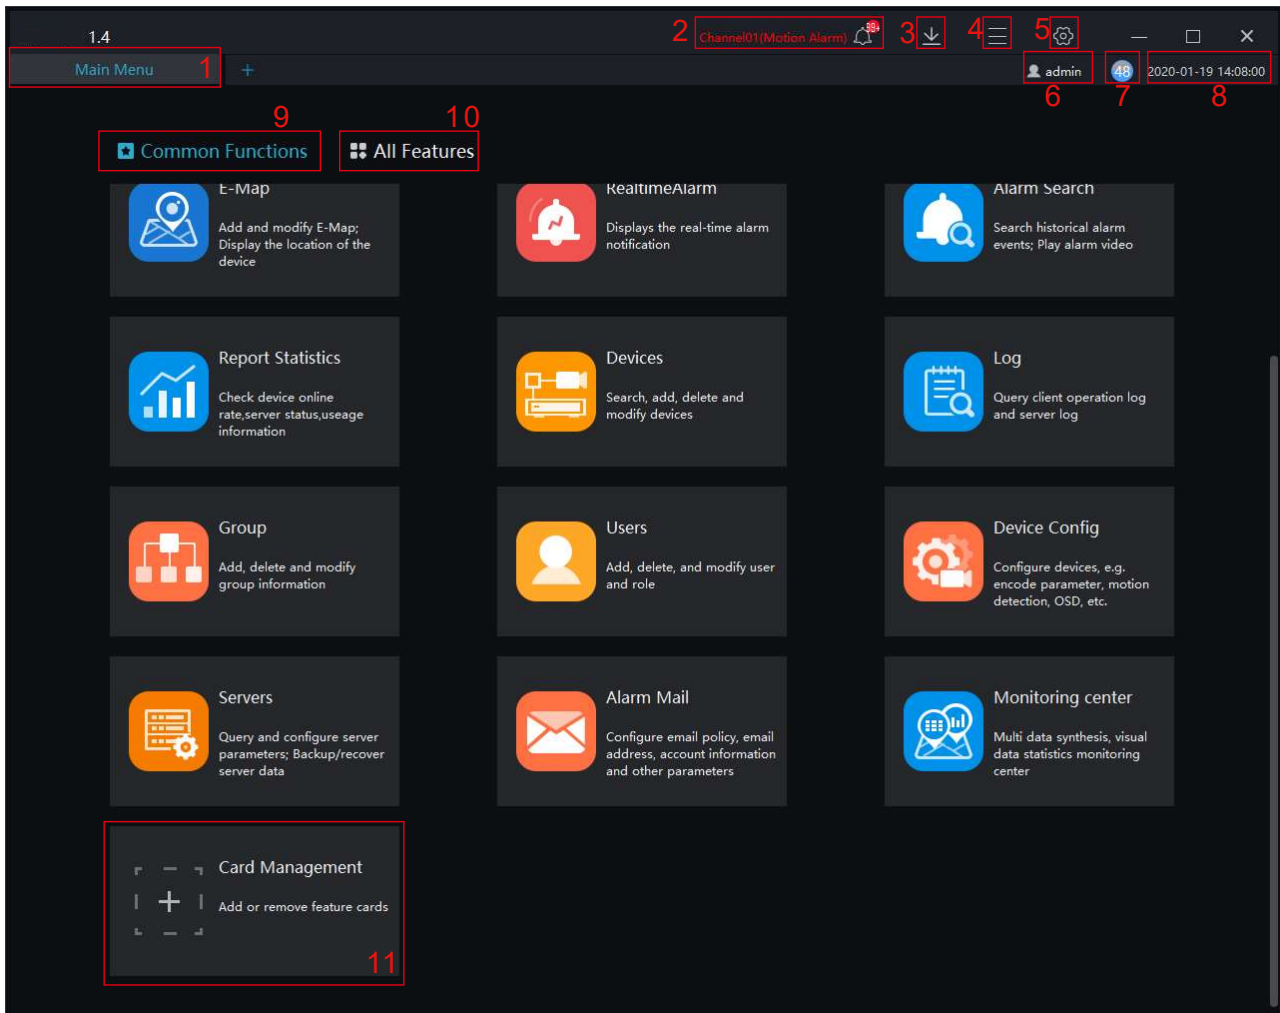 1.4
2
Channel01(Motion Alarm)
99+
3
4
5
Main Menu
1
+
admin
48
2020-01-19 14:08:00
6
7
8
9
10
Common Functions
All Features
E-Map
Add and modify E-Map;
Display the location of the
device
RealtimeAlarm
Displays the real-time alarm
notification
Alarm Search
Search historical alarm
events; Play alarm video
Report Statistics
Check device online
rate,server status,useage
information
Devices
Search, add, delete and
modify devices
Log
Query client operation log
and server log
Group
Add, delete and modify
group information
Users
Add, delete, and modify user
and role
Device Config
Configure devices, e.g.
encode parameter, motion
detection, OSD, etc.
Servers
Query and configure server
parameters; Backup/recover
server data
Alarm Mail
Configure email policy, email
address, account information
and other parameters
Monitoring center
Multi data synthesis, visual
data statistics monitoring
center
Card Management
Add or remove feature cards
11